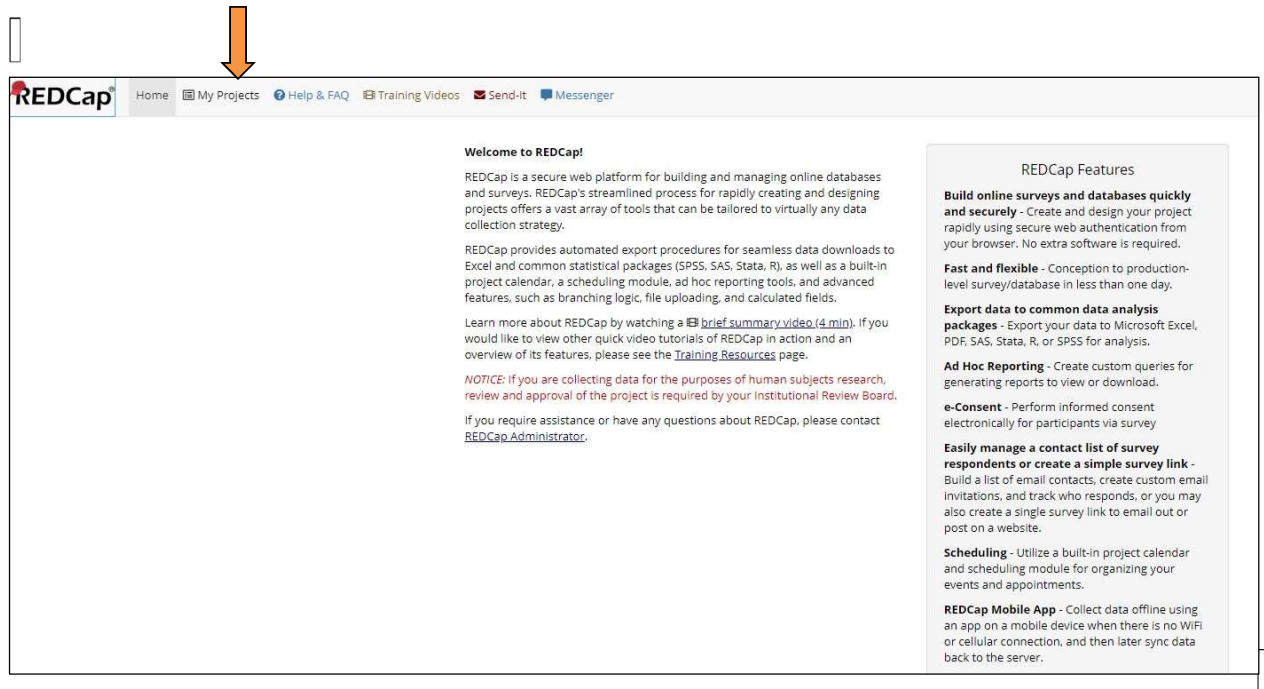 REDCap®
Home My Projects Help & FAQ Training Videos Send-It Messenger
Welcome to REDCap!
REDCap is a secure web platform for building and managing online databases
and surveys. REDCap's streamlined process for rapidly creating and designing
projects offers a vast array of tools that can be tailored to virtually any data
collection strategy.
REDCap provides automated export procedures for seamless data downloads to
Excel and common statistical packages (SPSS, SAS, Stata, R), as well as a built-in
project calendar, a scheduling module, ad hoc reporting tools, and advanced
features, such as branching logic, file uploading, and calculated fields.
Learn more about REDCap by watching a brief summary video (4 min). If you
would like to view other quick video tutorials of REDCap in action and an
overview of its features, please see the Training Resources page.
NOTICE: If you are collecting data for the purposes of human subjects research,
review and approval of the project is required by your Institutional Review Board.
If you require assistance or have any questions about REDCap, please contact
REDCap Administrator.
REDCap Features
Build online surveys and databases quickly
and securely - Create and design your project
rapidly using secure web authentication from
your browser. No extra software is required.
Fast and flexible - Conception to production-
level survey/database in less than one day.
Export data to common data analysis
packages - Export your data to Microsoft Excel,
PDF, SAS, Stata, R, or SPSS for analysis.
Ad Hoc Reporting - Create custom queries for
generating reports to view or download.
e-Consent - Perform informed consent
electronically for participants via survey
Easily manage a contact list of survey
respondents or create a simple survey link -
Build a list of email contacts, create custom email
invitations, and track who responds, or you may
also create a single survey link to email out or
post on a website.
Scheduling - Utilize a built-in project calendar
and scheduling module for organizing your
events and appointments.
REDCap Mobile App - Collect data offline using
an app on a mobile device when there is no WiFi
or cellular connection, and then later sync data
back to the server.